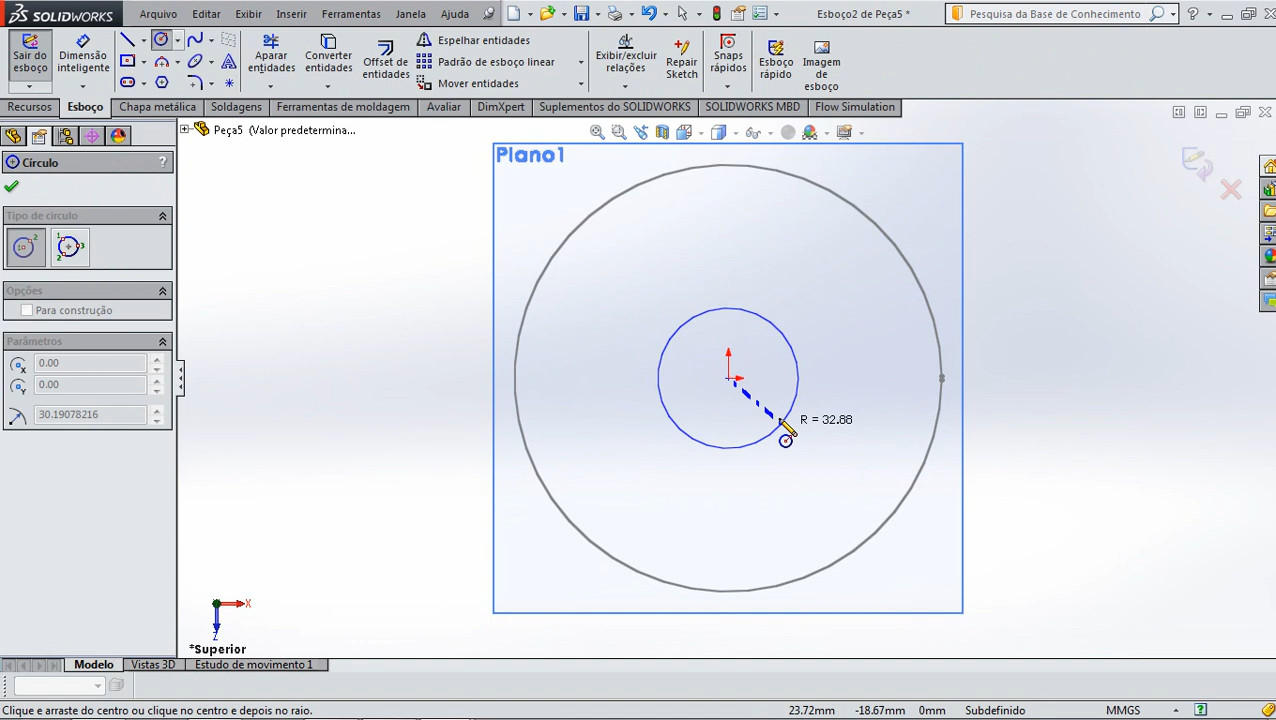 SOLIDWORKS
Arquivo Editar Exibir Inserir Ferramentas Janela Ajuda
Esboço2 de Peça5 *
Pesquisa da Base de Conhecimento
Sair do esboço
Dimensão inteligente
Aparar entidades
Converter entidades
Offset de entidades
Espelhar entidades
Padrão de esboço linear
Mover entidades
Exibir/excluir relações
Repair Sketch
Snaps rápidos
Esboço rápido
Imagem de esboço
Recursos Esboço Chapa metálica Soldagens Ferramentas de moldagem Avaliar DimXpert Suplementos do SOLIDWORKS SOLIDWORKS MBD Flow Simulation
Peça5 (Valor predetermina...
Círculo ?
Tipo de círculo
Opções
Para construção
Parâmetros
0.00
0.00
30.19078216
Plano1
R = 32.88
X
Z
*Superior
Modelo Vistas 3D Estudo de movimento 1
Clique e arraste do centro ou clique no centro e depois no raio.
23.72mm -18.67mm 0mm Subdefinido MMGS